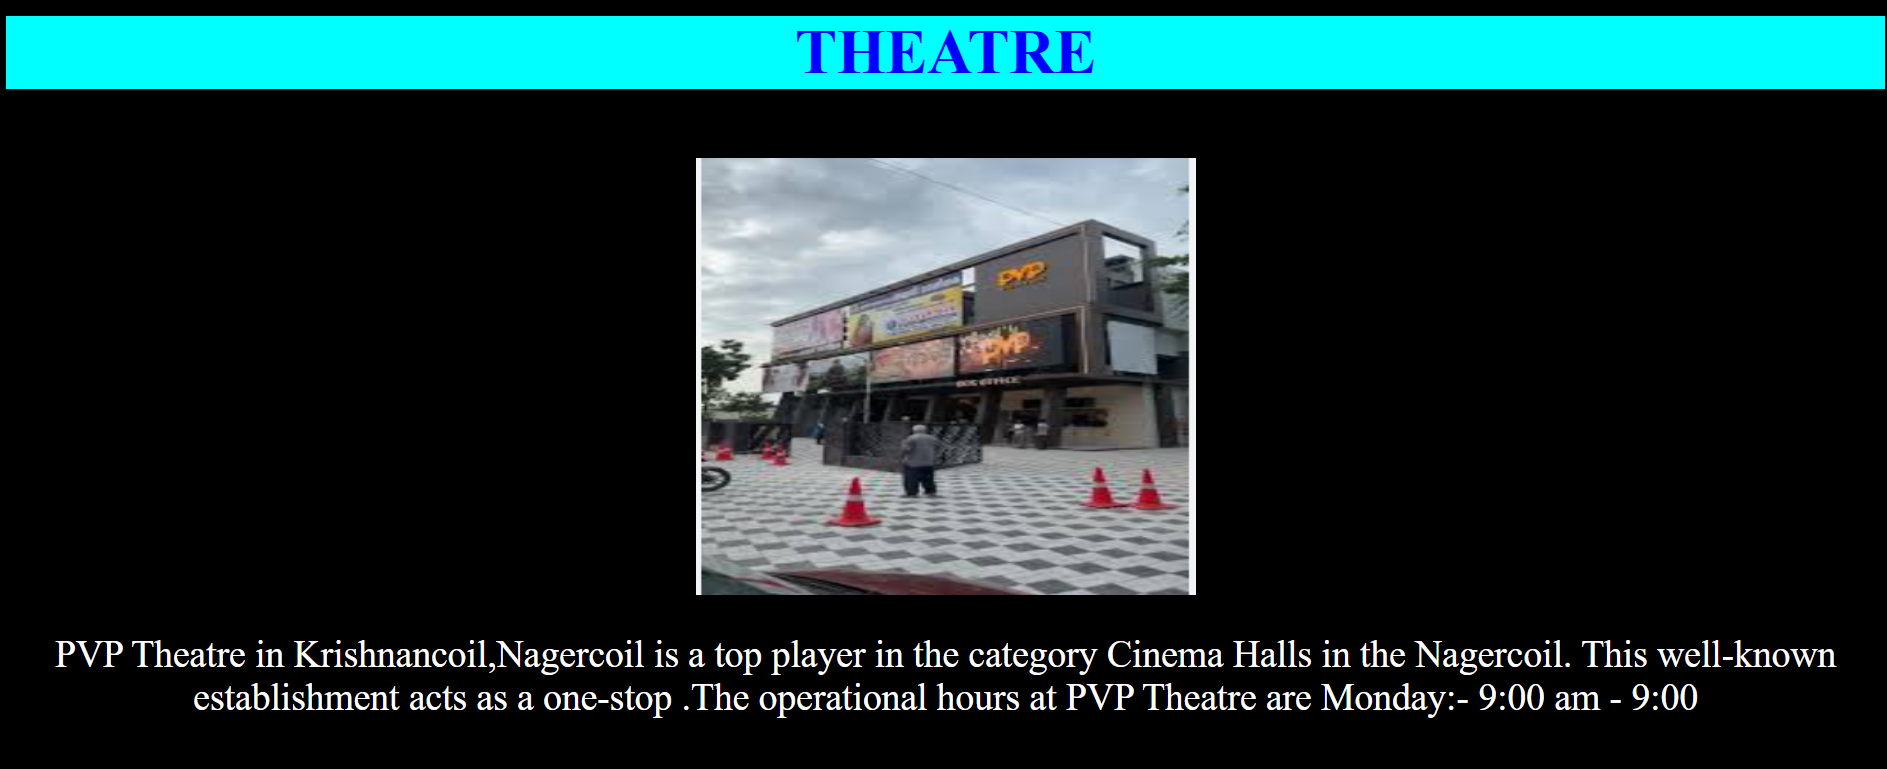 THEATRE
PVP
PVP
BOX OFFICE
PVP Theatre in Krishnancoil,Nagercoil is a top player in the category Cinema Halls in the Nagercoil. This well-known
establishment acts as a one-stop .The operational hours at PVP Theatre are Monday:- 9:00 am - 9:00